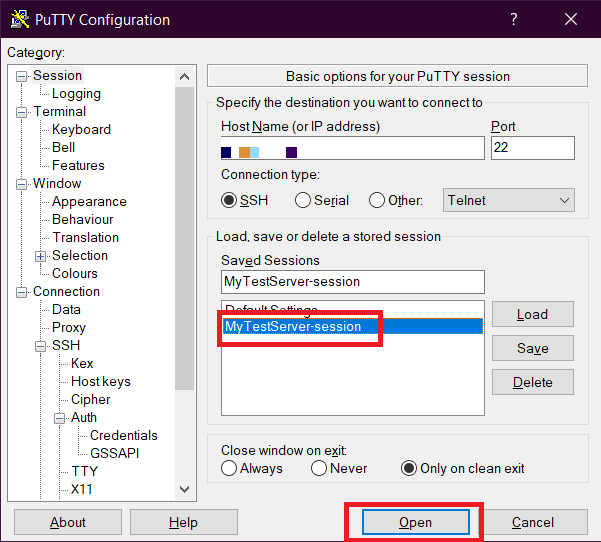 PuTTY Configuration
?
Category:
Session
Logging
Terminal
Keyboard
Bell
Features
Window
Appearance
Behaviour
Translation
Selection
Colours
Connection
Data
Proxy
SSH
Kex
Host keys
Cipher
Auth
Credentials
GSSAPI
TTY
X11
Basic options for your PuTTY session
Specify the destination you want to connect to
Host Name (or IP address)
Port
22
Connection type:
SSH
Serial
Other:
Telnet
Load, save or delete a stored session
Saved Sessions
MyTestServer-session
Default Settings
MyTestServer-session
Load
Save
Delete
Close window on exit:
Always
Never
Only on clean exit
About
Help
Open
Cancel